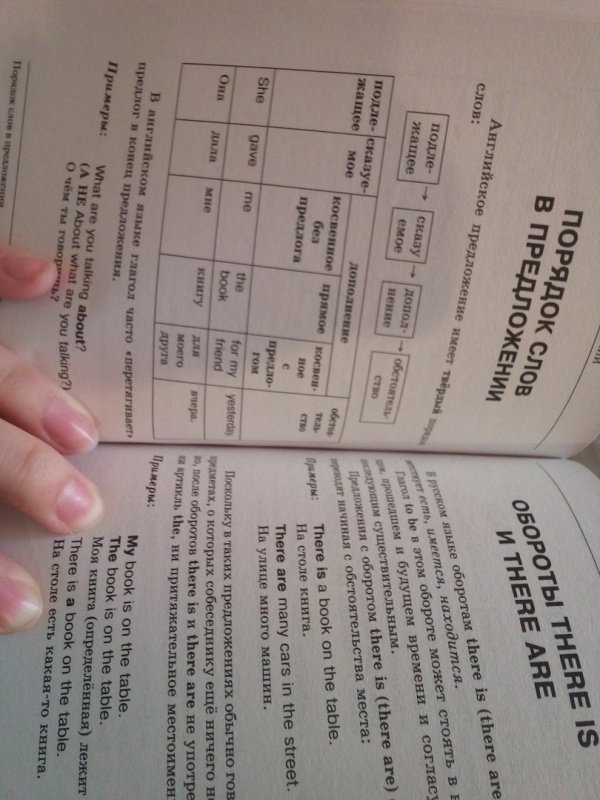 ПОРЯДОК СЛОВ
В ПРЕДЛОЖЕНИИ
Английское предложение имеет твёрдый
слов:
подле-
жащее
→
сказу
емое
→
допол-
нение
→
обстоятель-
ство
подле-
жащее
сказуе-
мое
дополнение
обстоя-
тель-
ство
косвенное
без
предлога
прямое
косвен-
ное
с
предло-
гом
She gave me the book for my friend yesterday.
Она дала мне книгу для моего друга вчера.
В английском языке глагол часто «перетягивает»
предлог в конец предложения.
Примеры:
What are you talking about?
(А НЕ About what are you talking?)
О чём ты говоришь?
Порядок слов в предложении
ОБОРОТЫ THERE IS
И THERE ARE
В русском языке оборотам there is (there are
есть, имеется, находится.
Глагол to be в этом обороте может стоять в
прошедшем и будущем времени и согласу
последующим существительным.
Предложения с оборотом there is (there are)
переводят начиная с обстоятельства места:
Примеры:
There is a book on the table.
На столе книга.
There are many cars in the street.
На улице много машин.
Поскольку в таких предложениях обычно гов
предметах, о которых собеседнику ещё ничего не
но, после оборотов there is и there are не употре
ни артикль the, ни притяжательное местоимени
Примеры:
My book is on the table.
The book is on the table.
Моя книга (определённая) лежит
There is a book on the table.
На столе есть какая-то книга.